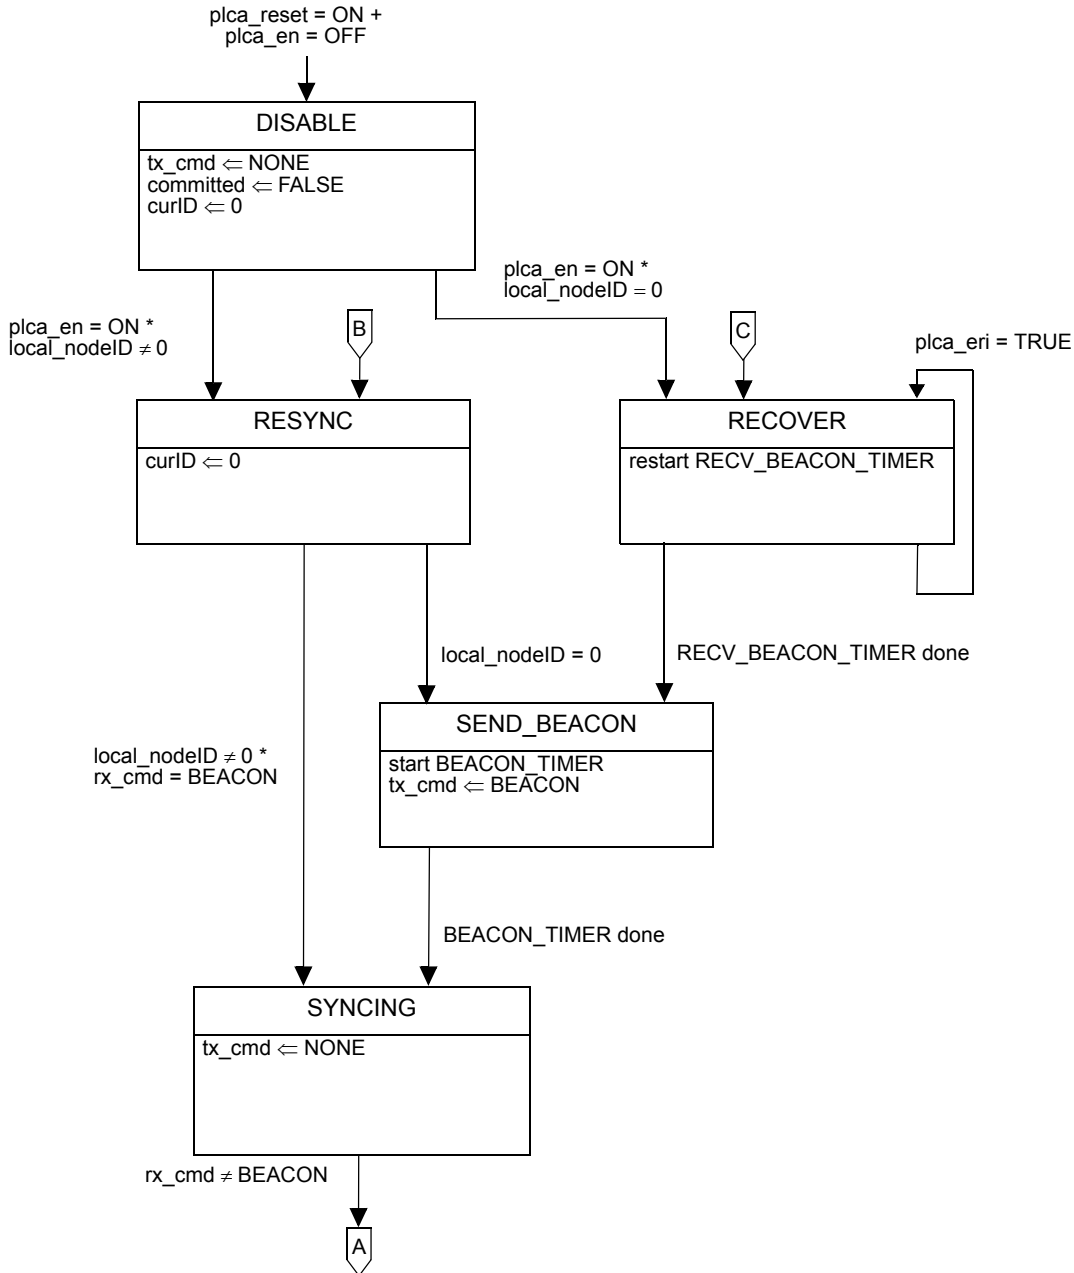 plca_reset = ON +
plca_en = OFF
DISABLE
tx_cmd ⇐ NONE
committed ⇐ FALSE
curID ⇐ 0
plca_en = ON *
local_nodeID = 0
plca_en = ON *
local_nodeID ≠ 0
B
C
plca_eri = TRUE
RESYNC
curID ⇐ 0
RECOVER
restart RECV_BEACON_TIMER
local_nodeID = 0
RECV_BEACON_TIMER done
SEND_BEACON
start BEACON_TIMER
tx_cmd ⇐ BEACON
local_nodeID ≠ 0 *
rx_cmd = BEACON
BEACON_TIMER done
SYNCING
tx_cmd ⇐ NONE
rx_cmd ≠ BEACON
A